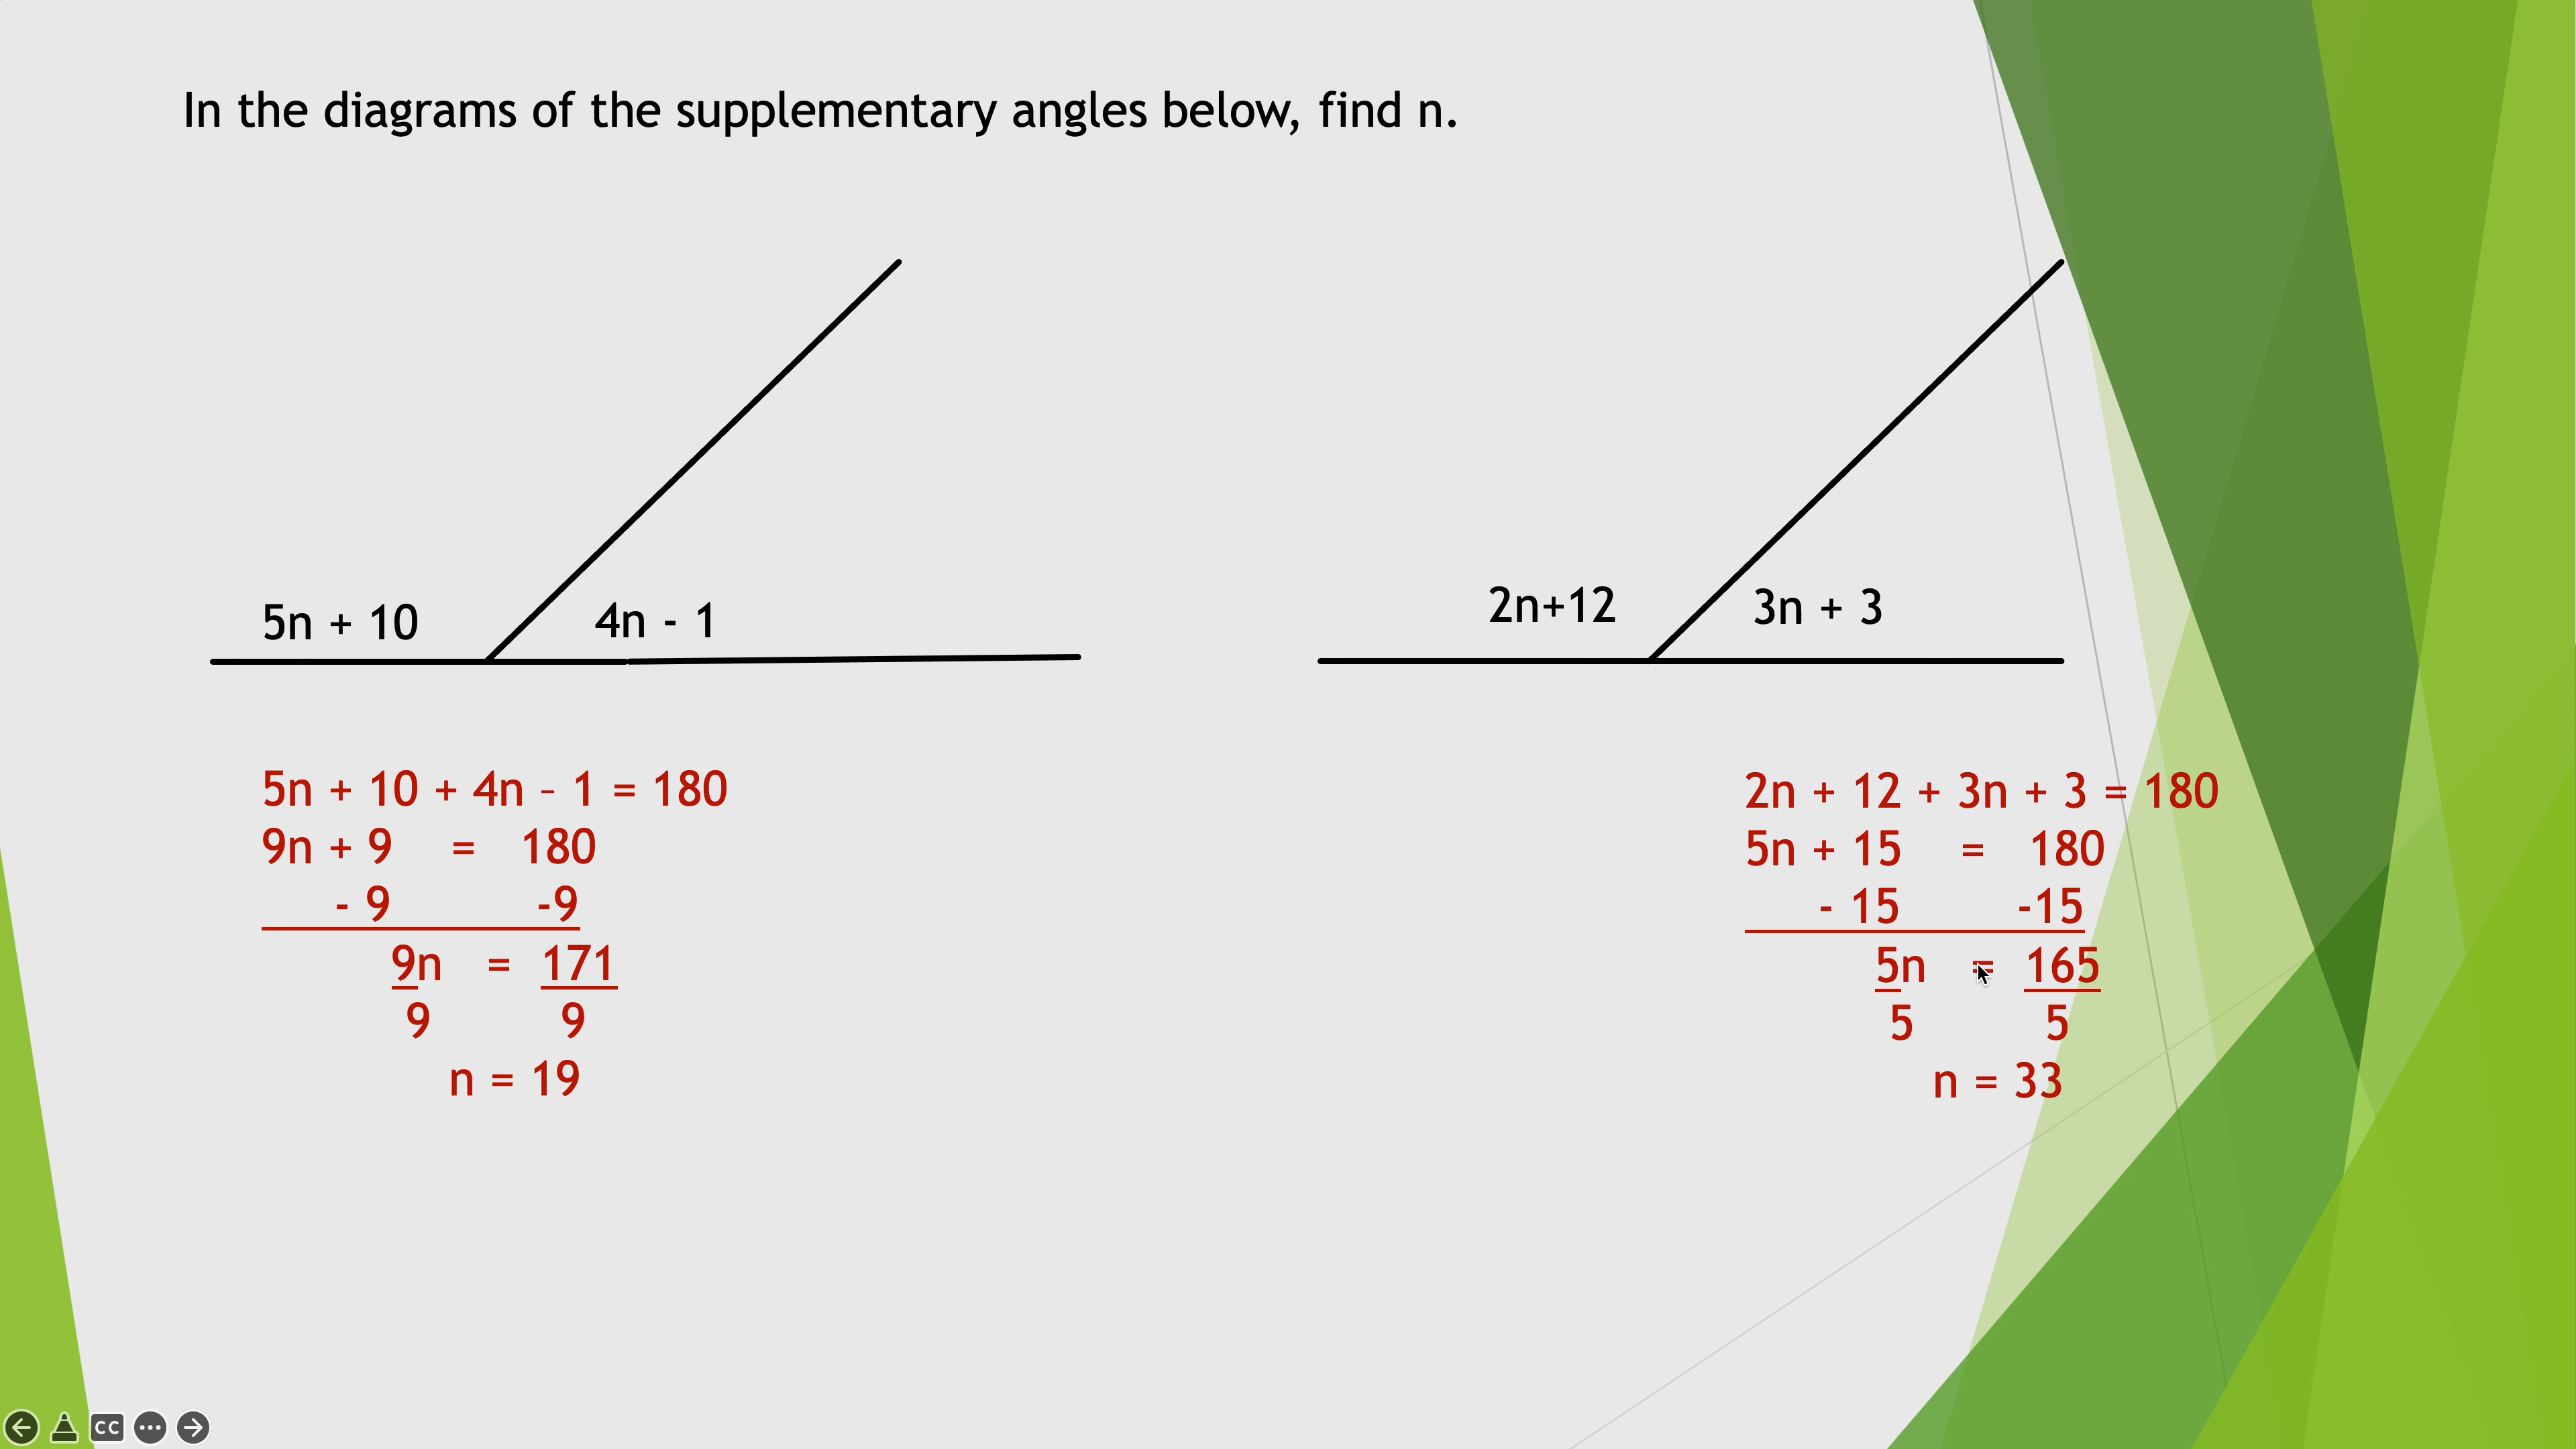 In the diagrams of the supplementary angles below, find n.
5n + 10
4n - 1
2n+12
3n + 3
5n + 10 + 4n – 1 = 180
9n + 9 = 180
- 9 -9
9n = 171
9 9
n = 19
2n + 12 + 3n + 3 = 180
5n + 15 = 180
- 15 -15
5n = 165
5 5
n = 33
CC